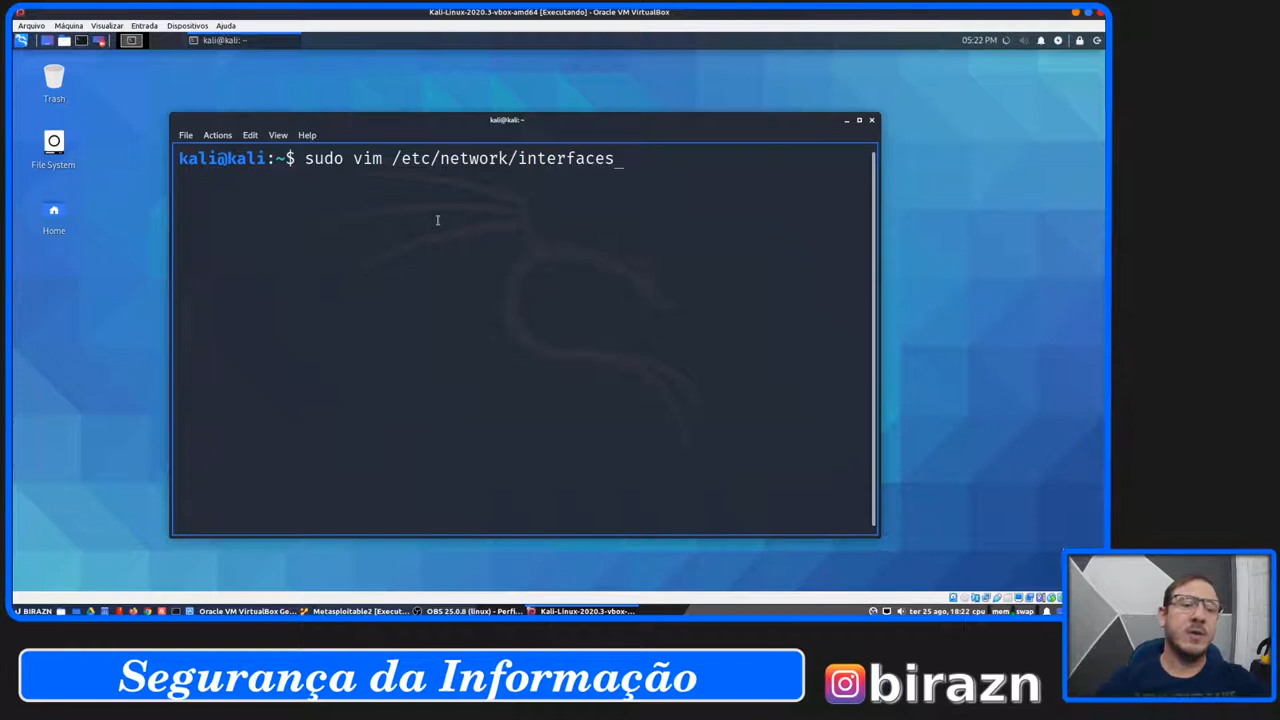 Kali-Linux-2020.3-vbox-amd64 [Executando] - Oracle VM VirtualBox
Arquivo Máquina Visualizar Entrada Dispositivos Ajuda
kali@kali: ~
05:22 PM
Trash
File System
Home
kali@kali:~
File Actions Edit View Help
kali@kali:~$ sudo vim /etc/network/interfaces_
BIRAZN
Oracle VM VirtualBox Ge...
Metasploitable2 [Execut...
OBS 25.0.8 (linux) - Perfi...
Kali-Linux-2020.3-vbox-...
ter 25 ago, 18:22 cpu mem swap
Segurança da Informação
birazn